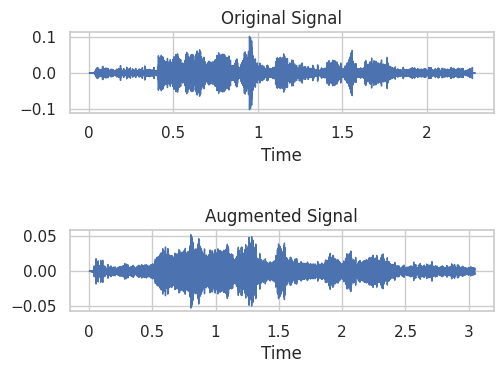 Original Signal
0.1
0.0
−0.1
0 0.5 1 1.5 2
Time
Augmented Signal
0.05
0.00
−0.05
0 0.5 1 1.5 2 2.5 3
Time